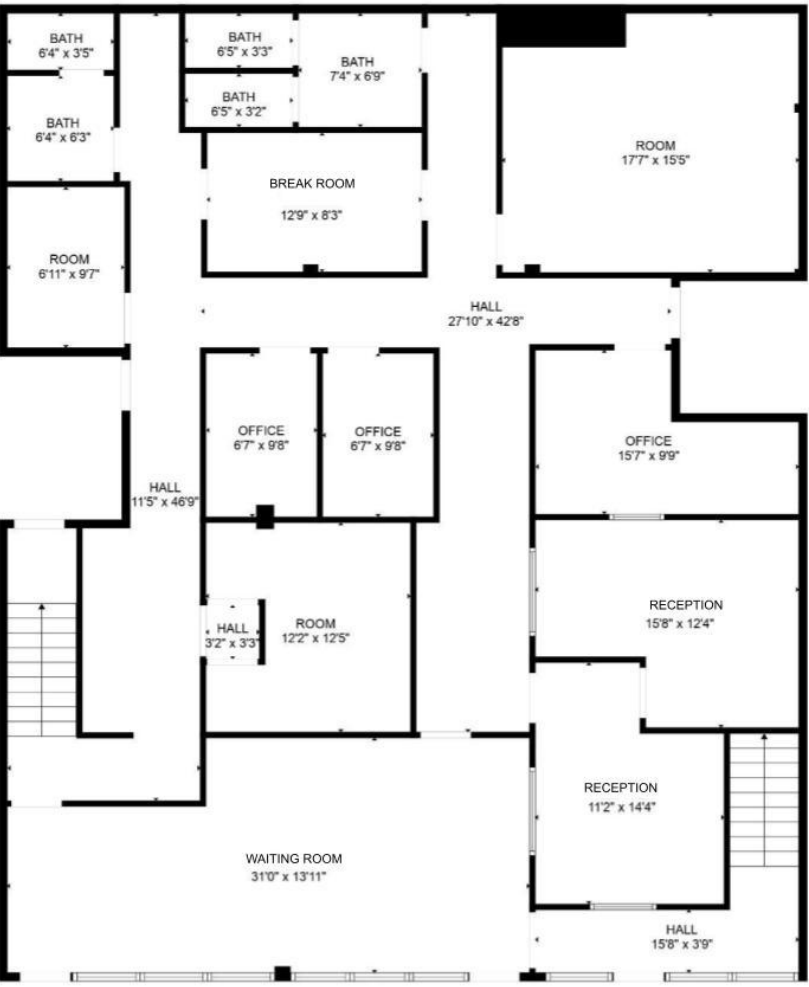 BATH
6'4" x 3'5"
BATH
6'5" x 3'3"
BATH
7'4" x 6'9"
BATH
6'5" x 3'2"
BATH
6'4" x 6'3"
ROOM
17'7" x 15'5"
BREAK ROOM
12'9" x 8'3"
ROOM
6'11" x 9'7"
HALL
27'10" x 42'8"
OFFICE
6'7" x 9'8"
OFFICE
6'7" x 9'8"
OFFICE
15'7" x 9'9"
HALL
11'5" x 46'9"
RECEPTION
15'8" x 12'4"
HALL
3'2" x 3'3"
ROOM
12'2" x 12'5"
RECEPTION
11'2" x 14'4"
WAITING ROOM
31'0" x 13'11"
HALL
15'8" x 3'9"